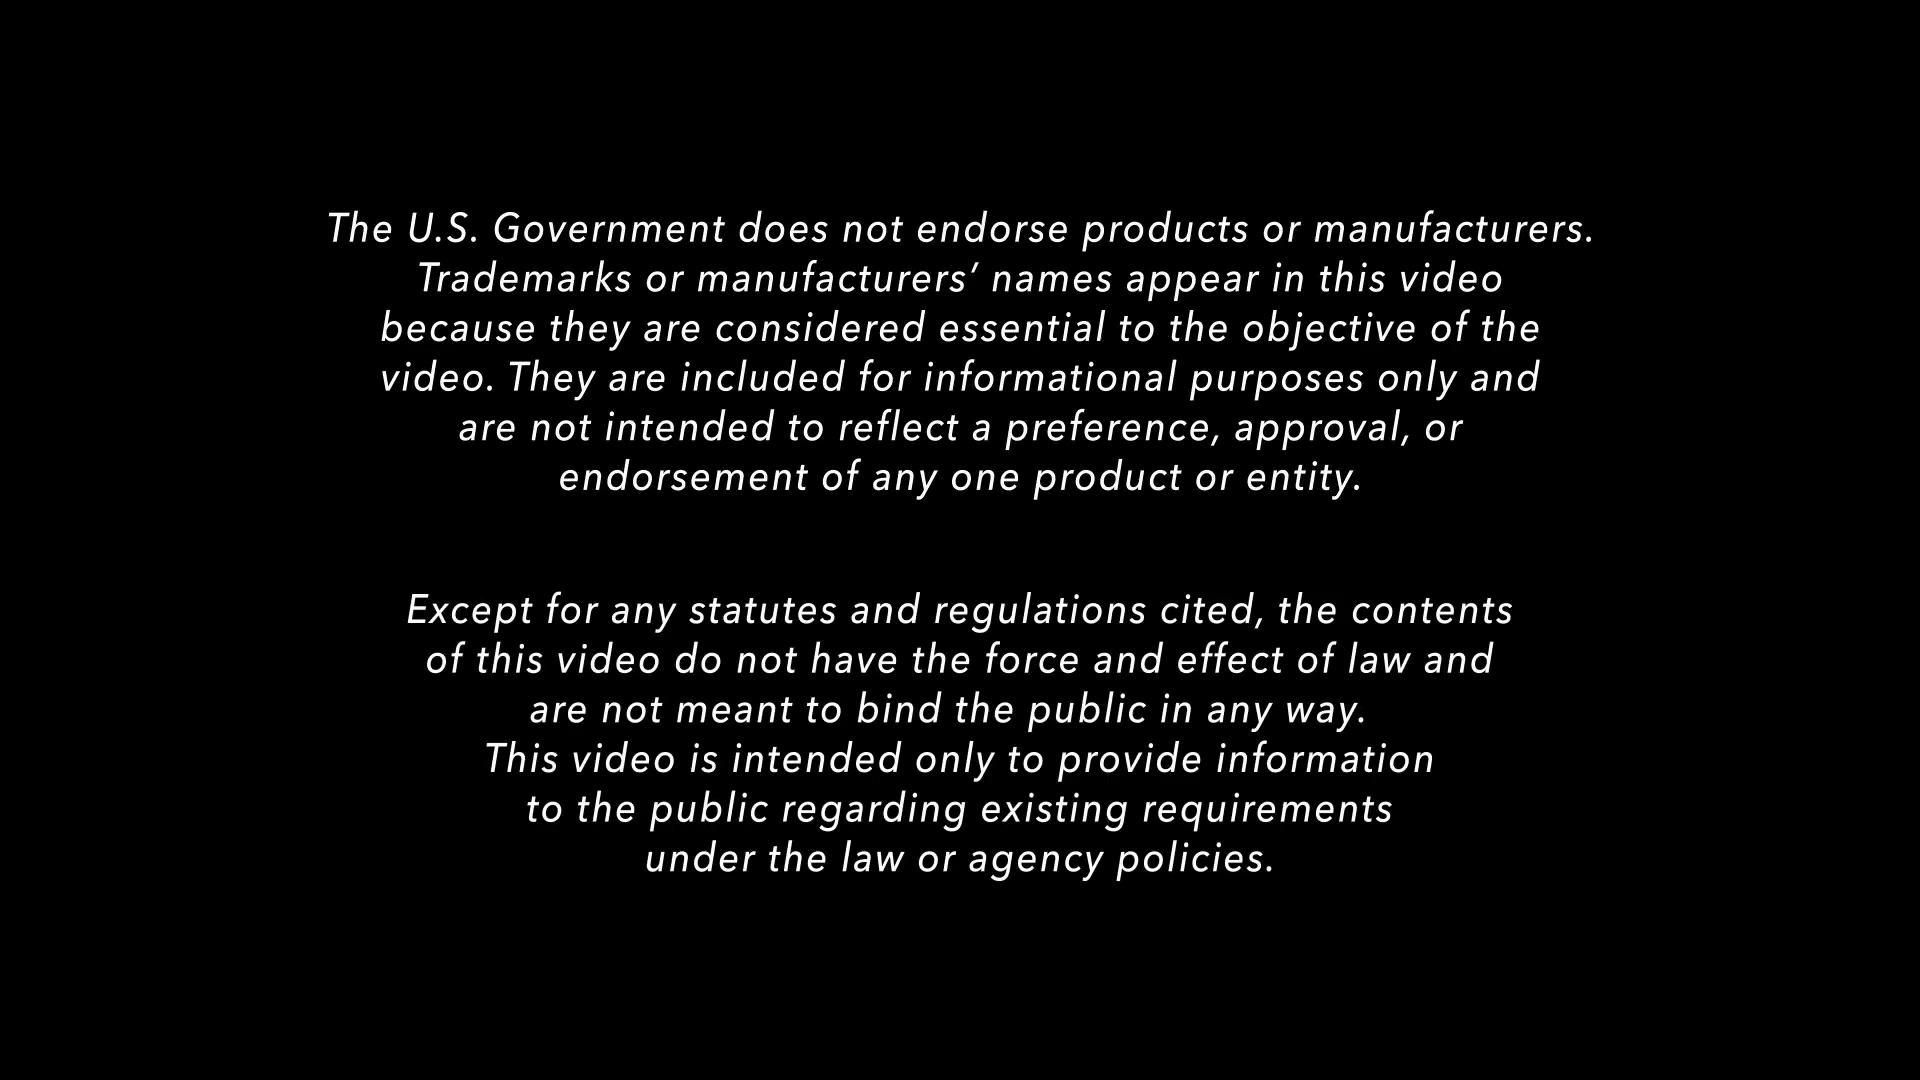 The U.S. Government does not endorse products or manufacturers.
Trademarks or manufacturers’ names appear in this video
because they are considered essential to the objective of the
video. They are included for informational purposes only and
are not intended to reflect a preference, approval, or
endorsement of any one product or entity.
Except for any statutes and regulations cited, the contents
of this video do not have the force and effect of law and
are not meant to bind the public in any way.
This video is intended only to provide information
to the public regarding existing requirements
under the law or agency policies.